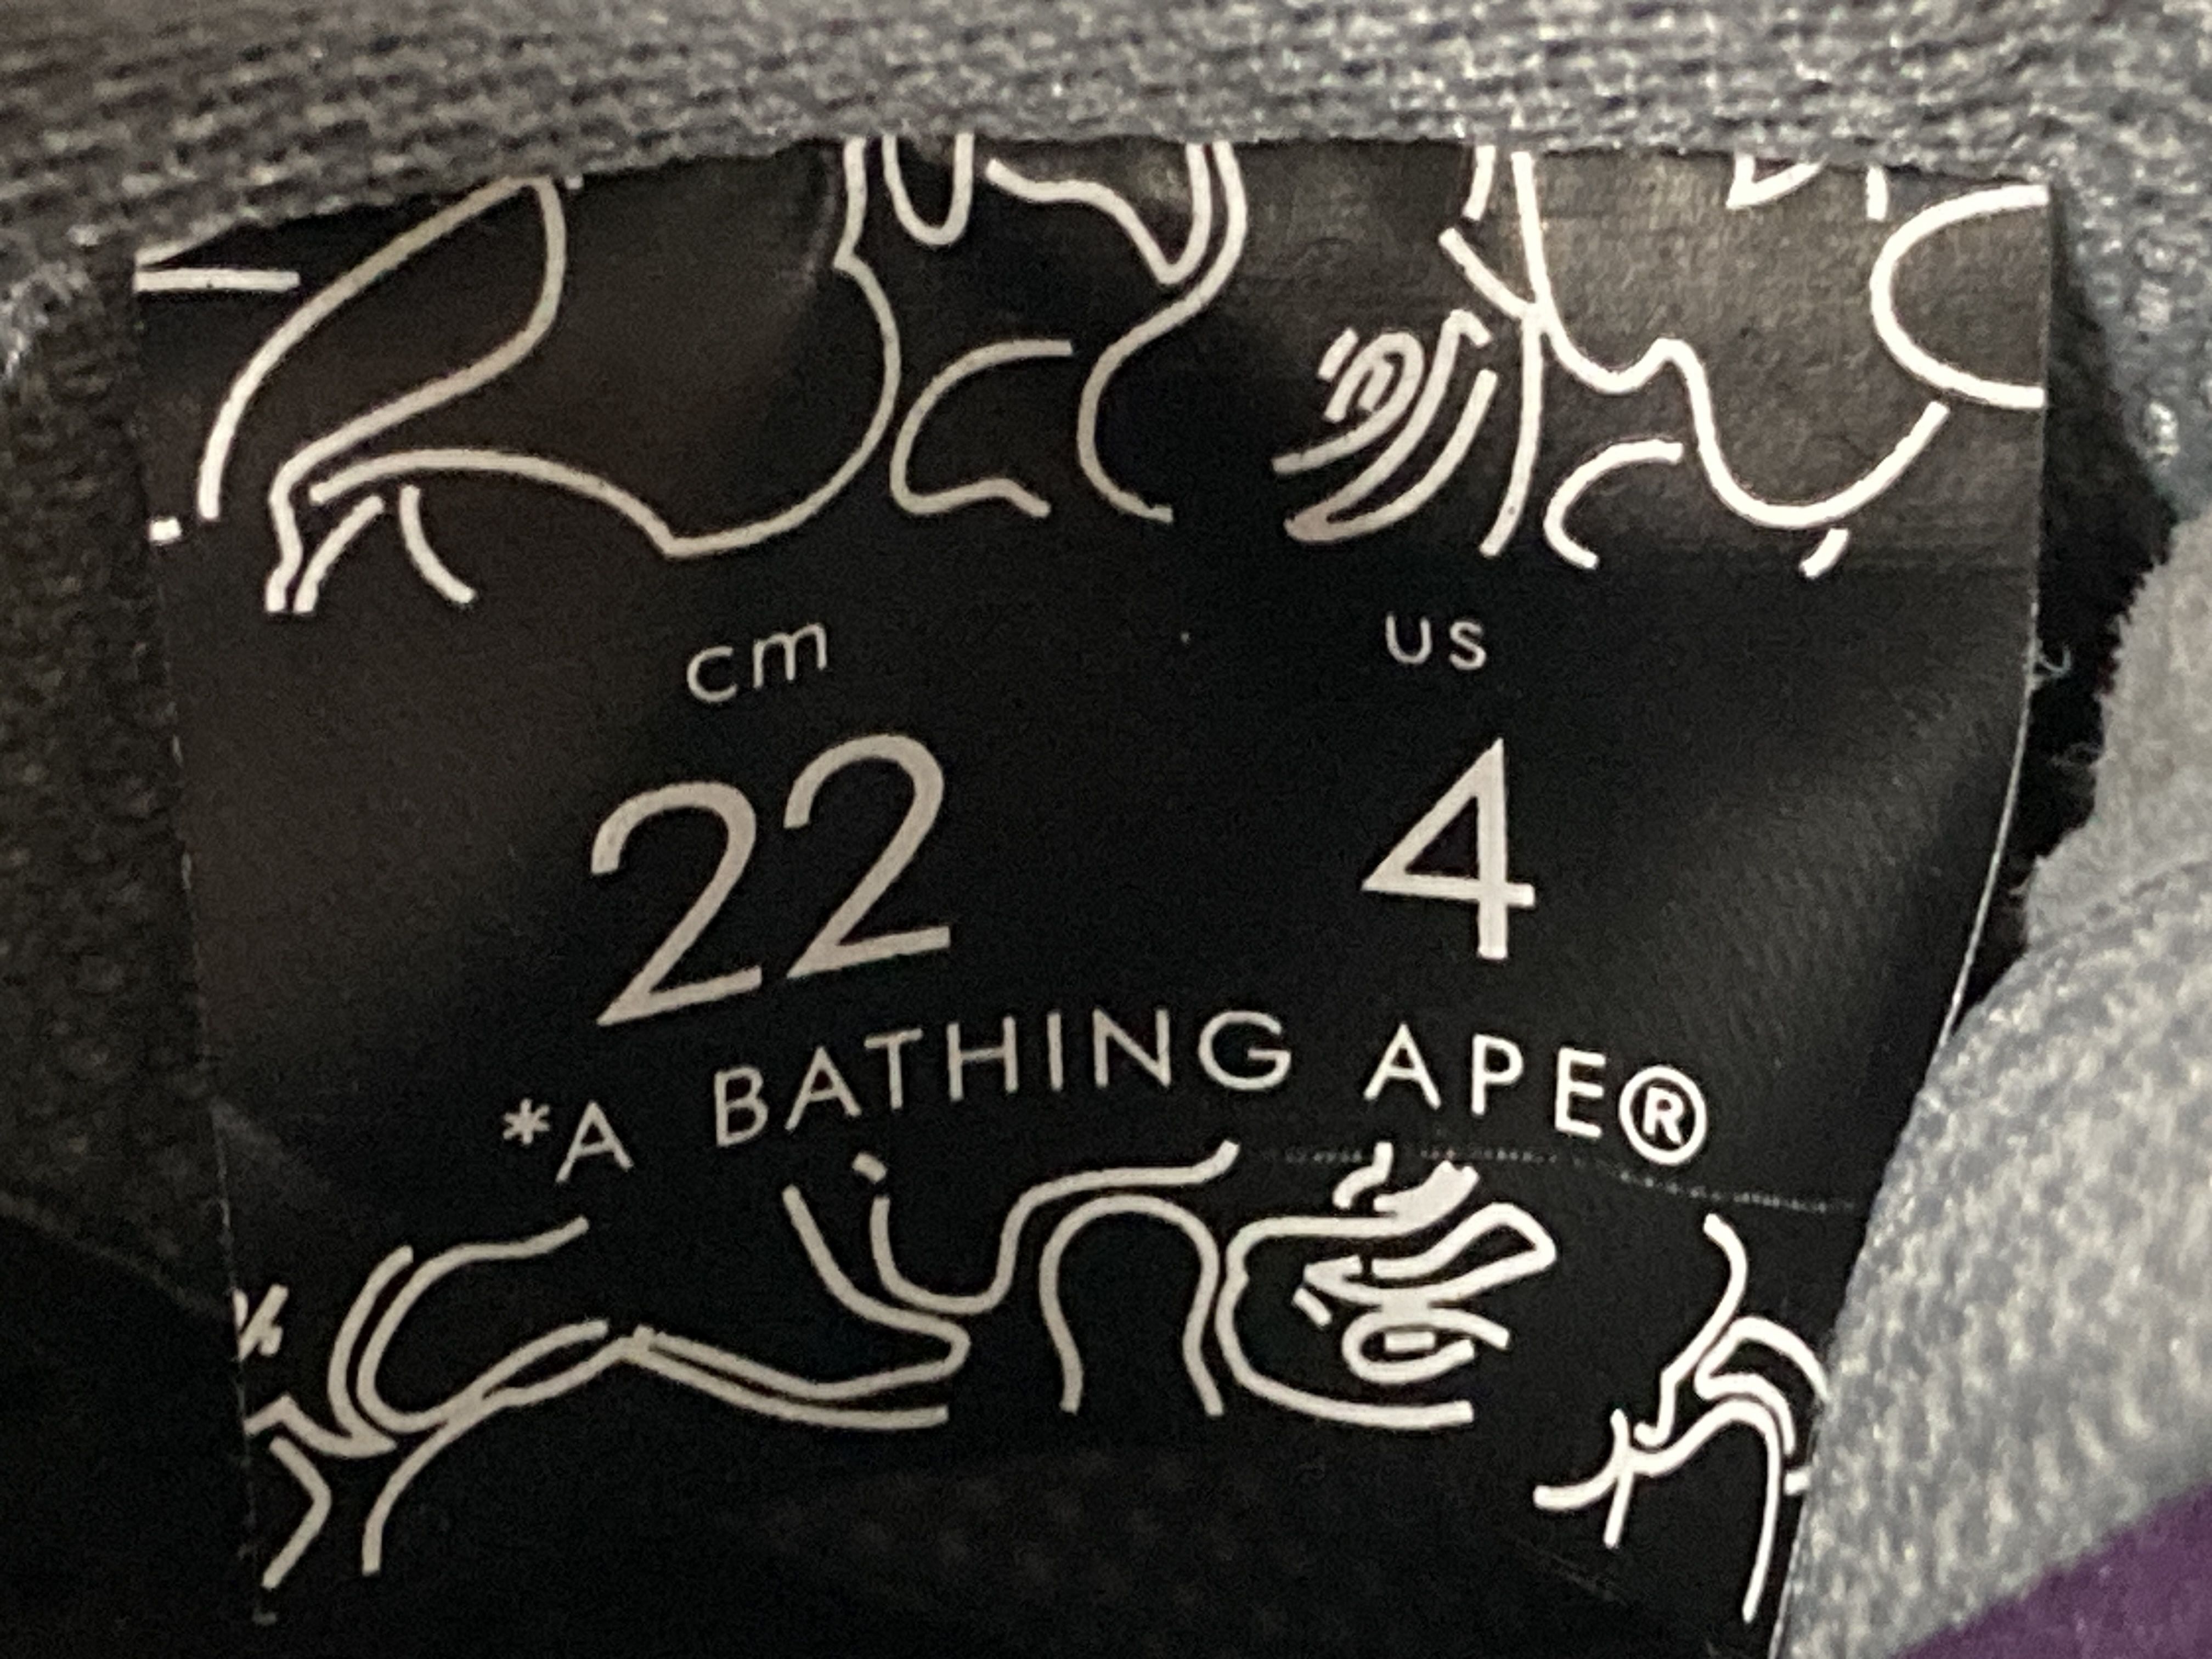 cm US
22 4
*A BATHING APE®